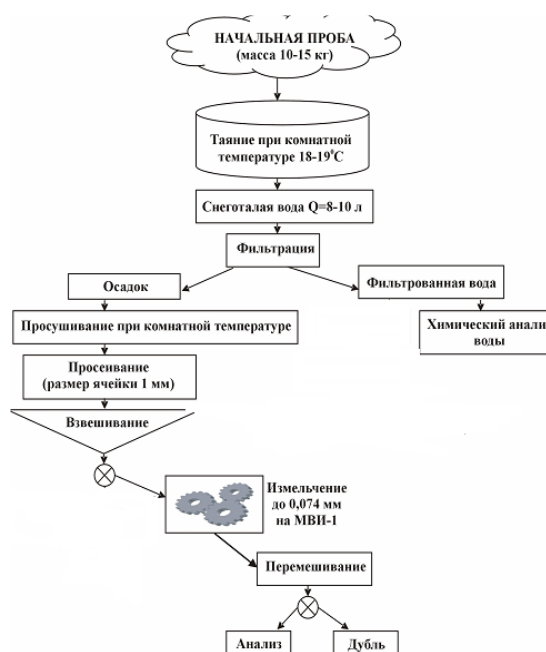 НАЧАЛЬНАЯ ПРОБА
(масса 10-15 кг)
Таяние при комнатной
температуре 18-19⁰С
Снеготалая вода Q=8-10 л
Фильтрация
Осадок
Фильтрованная вода
Просушивание при комнатной температуре
Химический анали
воды
Просеивание
(размер ячейки 1 мм)
Взвешивание
Измельчение
до 0,074 мм
на МВИ-1
Перемешивание
Анализ
Дубль